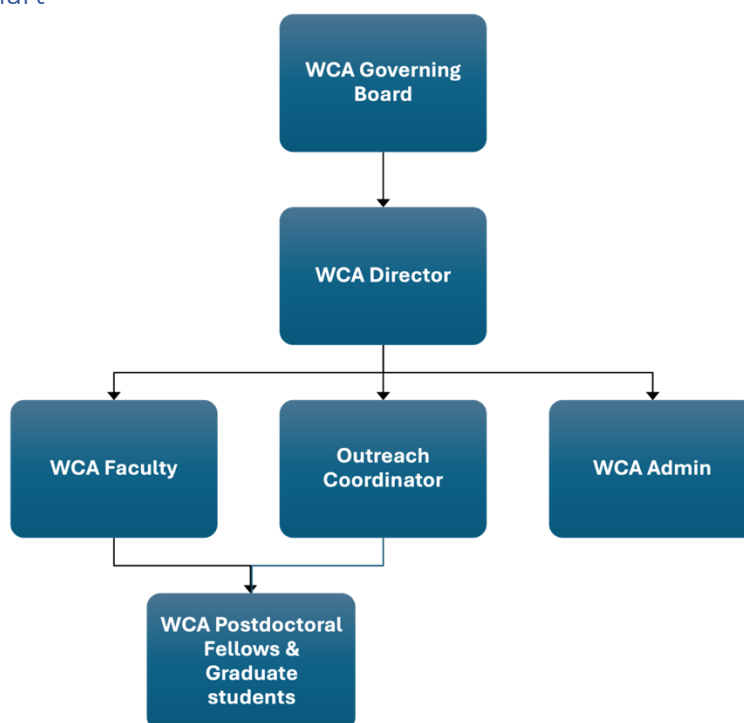 WCA Governing
Board
WCA Director
WCA Faculty
Outreach
Coordinator
WCA Admin
WCA Postdoctoral
Fellows &
Graduate
students